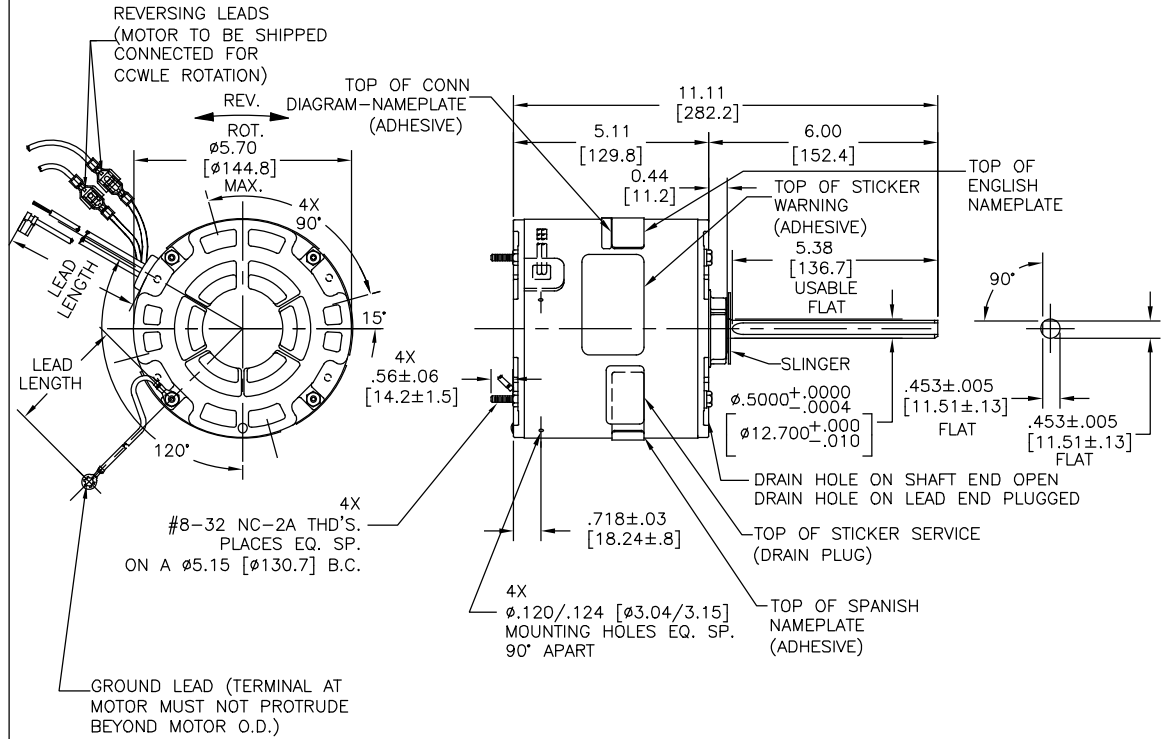 REVERSING LEADS
(MOTOR TO BE SHIPPED
CONNECTED FOR
CCWLE ROTATION)
REV.
ROT.
ø5.70
[ø144.8]
MAX.
4X
90°
15°
LEAD
LENGTH
LEAD
LENGTH
120°
4X
.56±.06
[14.2±1.5]
4X
#8-32 NC-2A THD'S.
PLACES EQ. SP.
ON A ø5.15 [ø130.7] B.C.
GROUND LEAD (TERMINAL AT
MOTOR MUST NOT PROTRUDE
BEYOND MOTOR O.D.)
TOP OF CONN
DIAGRAM-NAMEPLATE
(ADHESIVE)
11.11
[282.2]
5.11
[129.8]
6.00
[152.4]
0.44
[11.2]
TOP OF STICKER
WARNING
(ADHESIVE)
TOP OF
ENGLISH
NAMEPLATE
5.38
[136.7]
USABLE
FLAT
SLINGER
ø.5000+.0000
-.0004
[ø12.700+.000
-.010]
90°
.453±.005
[11.51±.13]
FLAT
.453±.005
[11.51±.13]
FLAT
DRAIN HOLE ON SHAFT END OPEN
DRAIN HOLE ON LEAD END PLUGGED
.718±.03
[18.24±.8]
TOP OF STICKER SERVICE
(DRAIN PLUG)
4X
ø.120/.124 [ø3.04/3.15]
MOUNTING HOLES EQ. SP.
90° APART
TOP OF SPANISH
NAMEPLATE
(ADHESIVE)